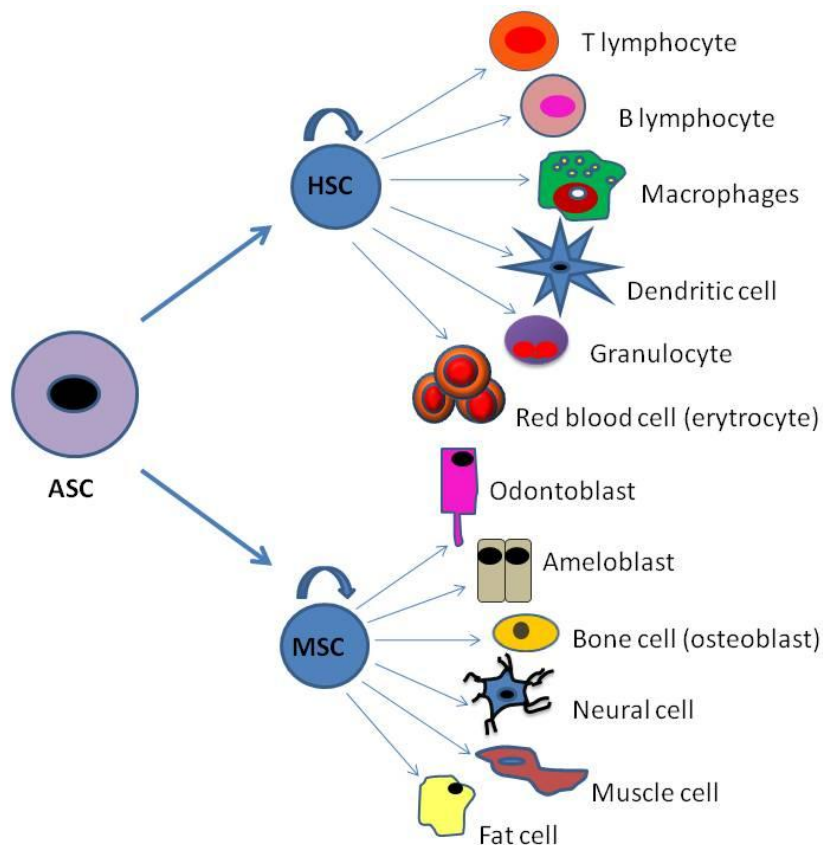 T lymphocyte
B lymphocyte
HSC
Macrophages
Dendritic cell
Granulocyte
Red blood cell (erytrocyte)
ASC
Odontoblast
Ameloblast
MSC
Bone cell (osteoblast)
Neural cell
Muscle cell
Fat cell